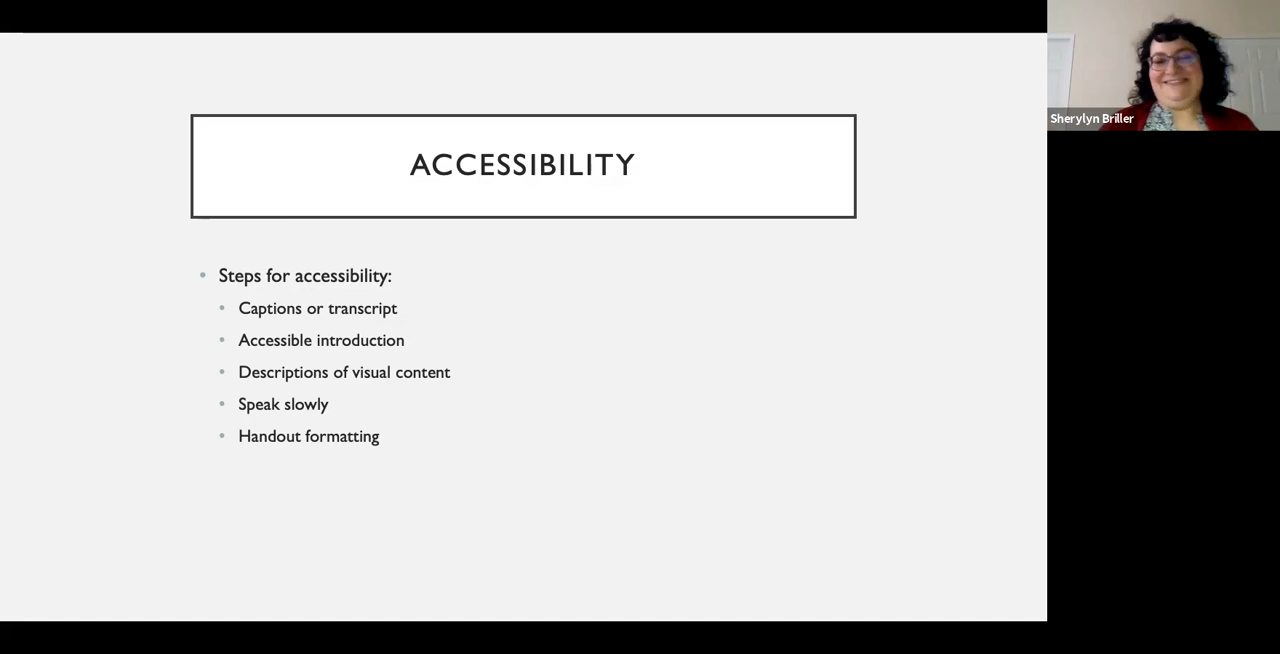 ACCESSIBILITY
Steps for accessibility:
Captions or transcript
Accessible introduction
Descriptions of visual content
Speak slowly
Handout formatting
Sherylyn Briller